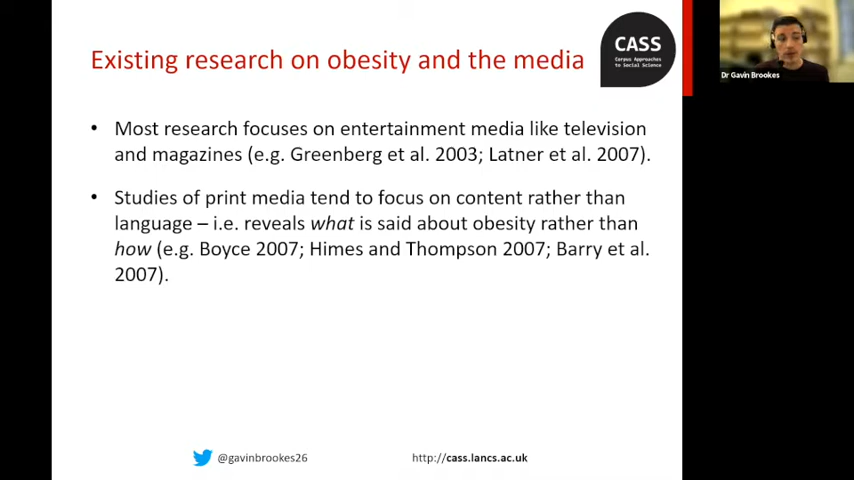 Existing research on obesity and the media
CASS
Corpus Approaches
to Social Science
Dr Gavin Brookes
• Most research focuses on entertainment media like television
and magazines (e.g. Greenberg et al. 2003; Latner et al. 2007).
• Studies of print media tend to focus on content rather than
language – i.e. reveals what is said about obesity rather than
how (e.g. Boyce 2007; Himes and Thompson 2007; Barry et al.
2007).
@gavinbrookes26
http://cass.lancs.ac.uk